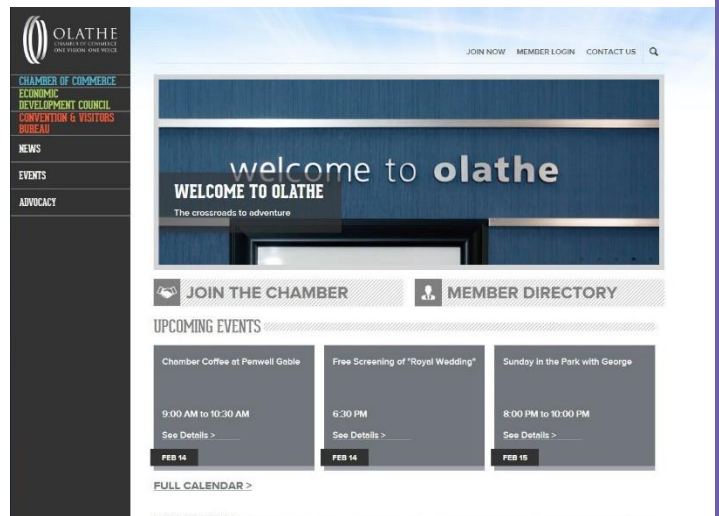 OLATHE
CHAMBER OF COMMERCE
ONE VISION. ONE VOICE.
JOIN NOW MEMBER LOGIN CONTACT US
CHAMBER OF COMMERCE
ECONOMIC
DEVELOPMENT COUNCIL
CONVENTION & VISITORS
BUREAU
NEWS
EVENTS
ADVOCACY
welcome to olathe
WELCOME TO OLATHE
The crossroads to adventure
JOIN THE CHAMBER
MEMBER DIRECTORY
UPCOMING EVENTS
Chamber Coffee at Penwell Gable
9:00 AM to 10:30 AM
See Details >
FEB 14
Free Screening of "Royal Wedding"
6:30 PM
See Details >
FEB 14
Sunday in the Park with George
8:00 PM to 10:00 PM
See Details >
FEB 15
FULL CALENDAR >